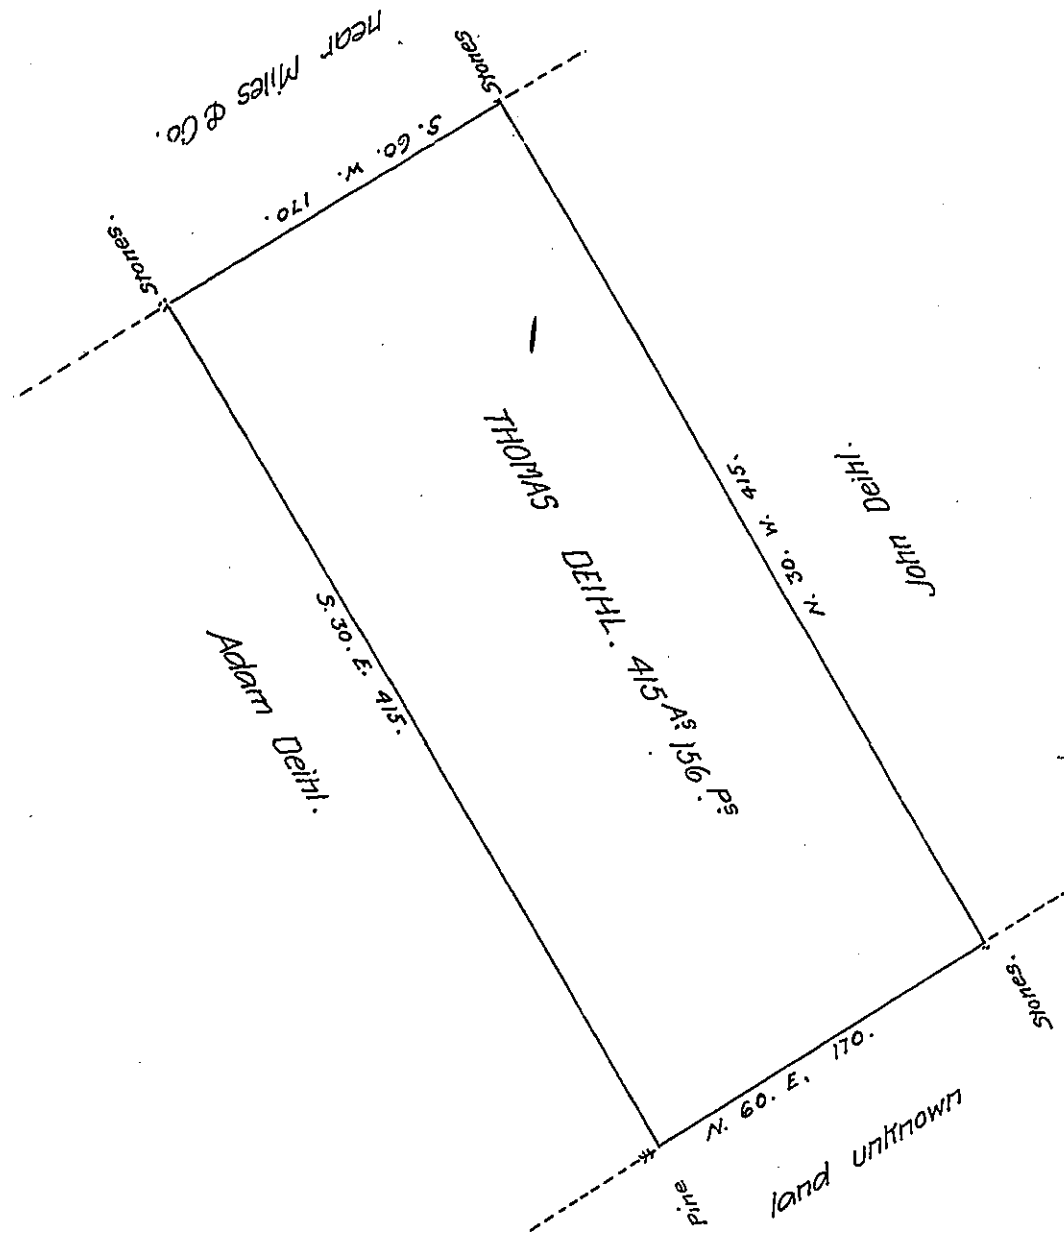 near Miles & Co.
Stones
S. 60. W. 170.
Stones.
THOMAS DEIHL. 415 As. 156 Ps.
N. 30. W. 415.
John Deihl.
S. 30. E. 415.
Adam Deihl.
Stones.
N. 60. E. 170.
Pine
land unknown